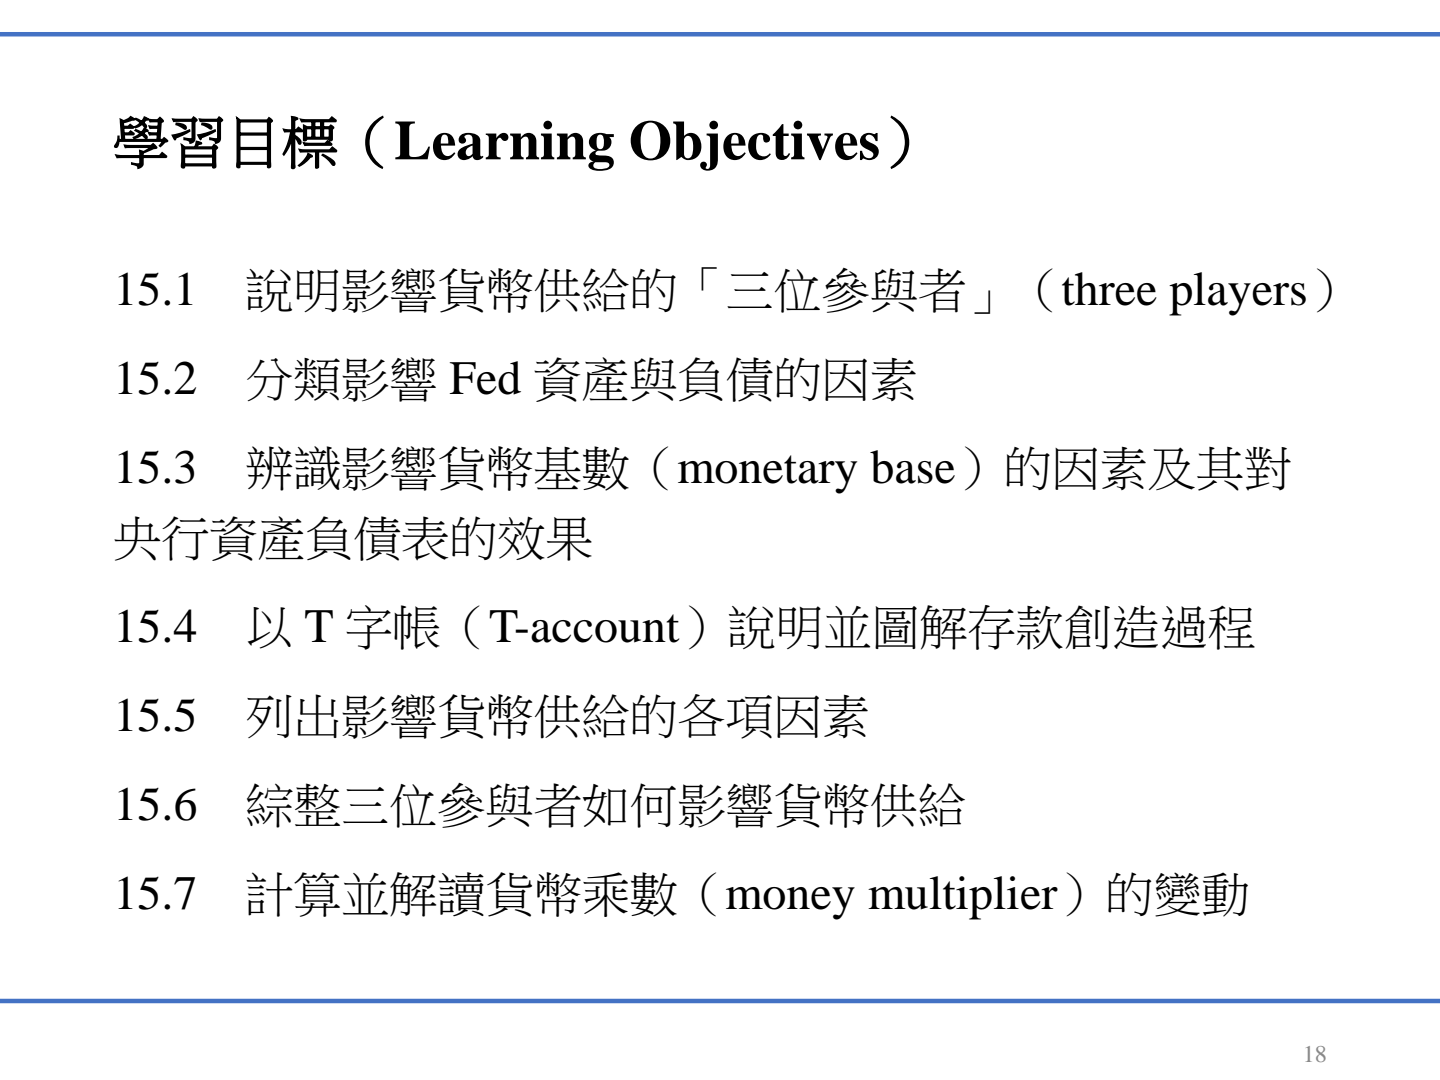 學習目標（Learning Objectives）
15.1　說明影響貨幣供給的「三位參與者」（three players）
15.2　分類影響 Fed 資產與負債的因素
15.3　辨識影響貨幣基數（monetary base）的因素及其對
央行資產負債表的效果
15.4　以 T 字帳（T-account）說明並圖解存款創造過程
15.5　列出影響貨幣供給的各項因素
15.6　綜整三位參與者如何影響貨幣供給
15.7　計算並解讀貨幣乘數（money multiplier）的變動
18